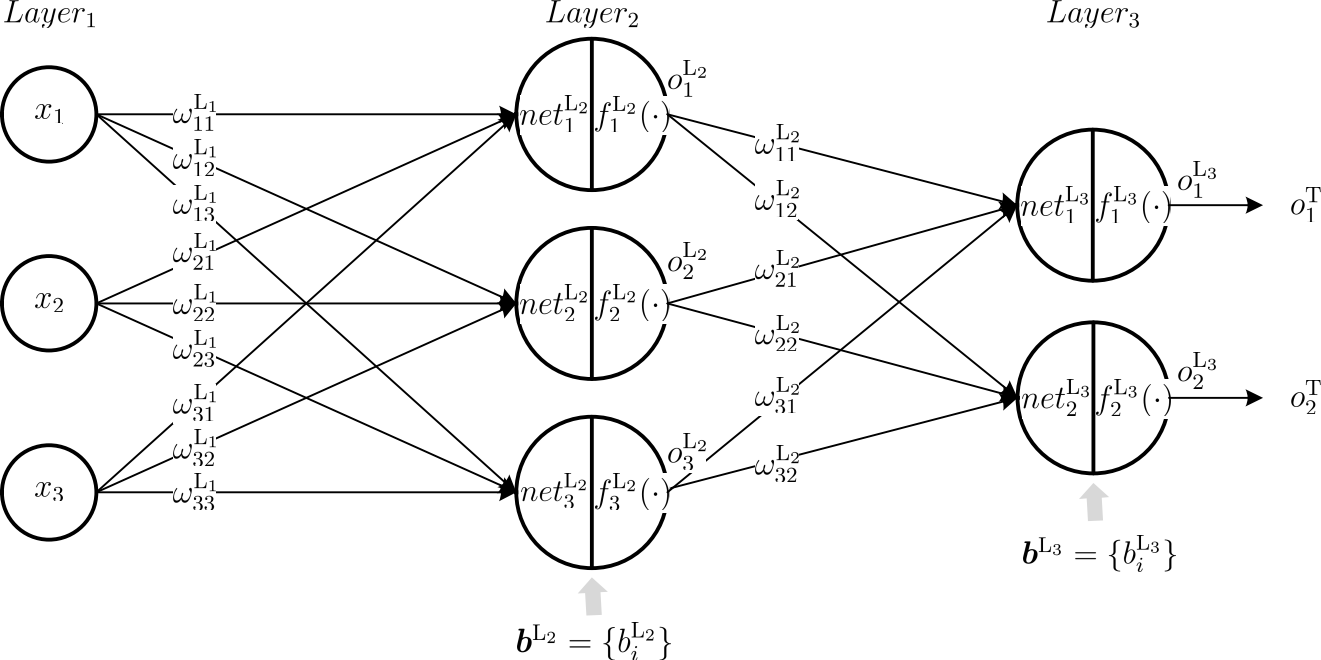 Layer₁ Layer₂ Layer₃
x₁
ω₁₁^L₁
ω₁₂^L₁
ω₁₃^L₁
x₂
ω₂₁^L₁
ω₂₂^L₁
ω₂₃^L₁
x₃
ω₃₁^L₁
ω₃₂^L₁
ω₃₃^L₁
net₁^L₂ f₁^L₂(·) o₁^L₂
net₂^L₂ f₂^L₂(·) o₂^L₂
net₃^L₂ f₃^L₂(·) o₃^L₂
b^L₂ = {bᵢ^L₂}
ω₁₁^L₂
ω₁₂^L₂
ω₂₁^L₂
ω₂₂^L₂
ω₃₁^L₂
ω₃₂^L₂
net₁^L₃ f₁^L₃(·) o₁^L₃ o₁^T
net₂^L₃ f₂^L₃(·) o₂^L₃ o₂^T
b^L₃ = {bᵢ^L₃}